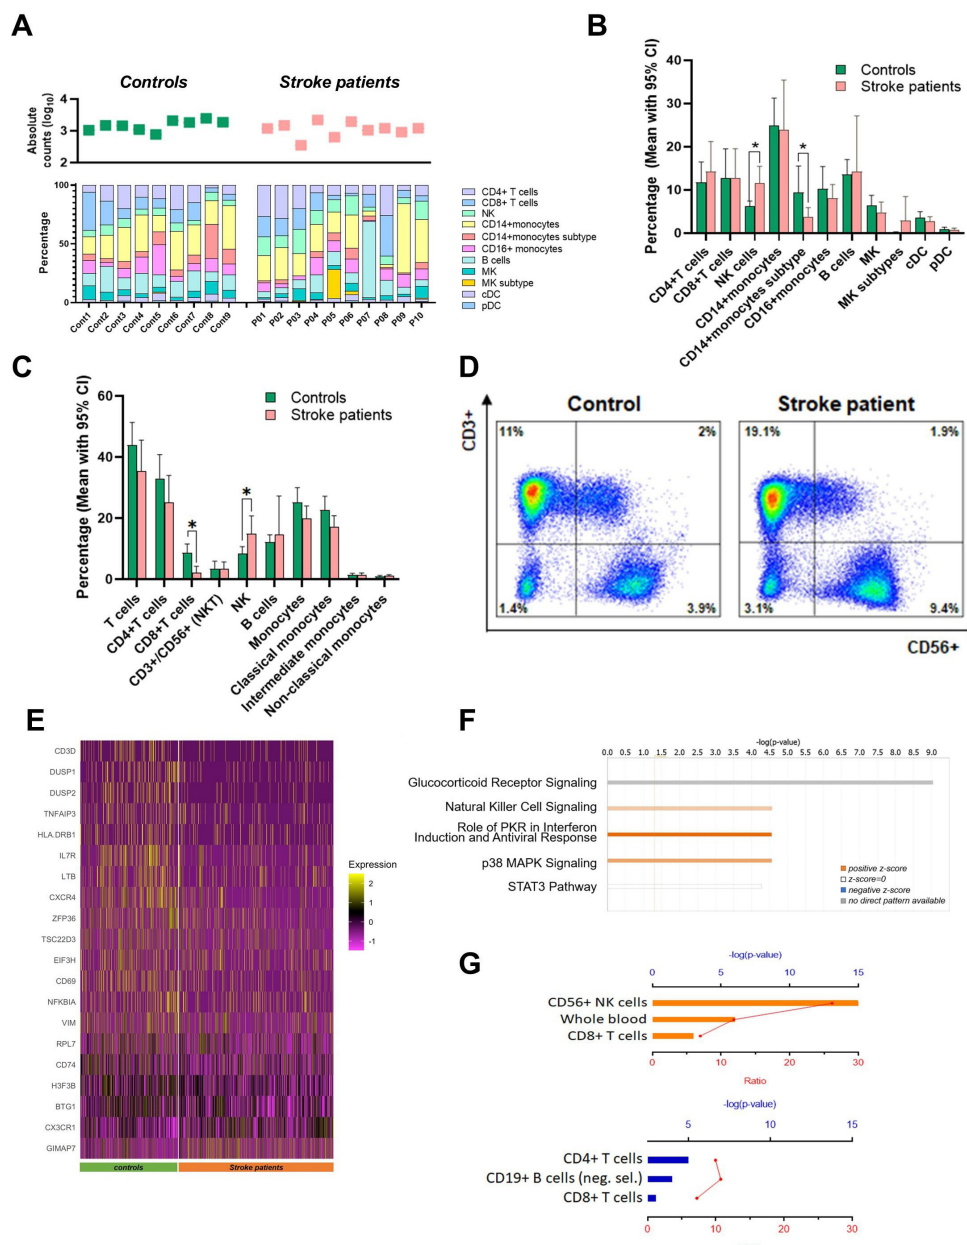 A
Controls
Stroke patients
Absolute
counts (log10)
4
3
2
Percentage
100
50
0
Cont1
Cont2
Cont3
Cont4
Cont5
Cont6
Cont7
Cont8
Cont9
P01
P02
P03
P04
P05
P06
P07
P08
P09
P10
CD4+ T cells
CD8+ T cells
NK
CD14+monocytes
CD14+monocytes subtype
CD16+ monocytes
B cells
MK
MK subtype
cDC
pDC
B
Percentage (Mean with 95% CI)
40
30
20
10
0
Controls
Stroke patients
*
*
CD4+T cells
CD8+T cells
NK cells
CD14+monocytes
CD14+monocytes subtype
CD16+monocytes
B cells
MK
MK subtypes
cDC
pDC
C
Percentage (Mean with 95% CI)
60
40
20
0
Controls
Stroke patients
*
*
T cells
CD4+T cells
CD8+T cells
CD3+/CD56+ (NKT)
NK
B cells
Monocytes
Classical monocytes
Intermediate monocytes
Non-classical monocytes
D
CD3+
Control
Stroke patient
11%
2%
1.4%
3.9%
19.1%
1.9%
3.1%
9.4%
CD56+
E
CD3D
DUSP1
DUSP2
TNFAIP3
HLA.DRB1
IL7R
LTB
CXCR4
ZFP36
TSC22D3
EIF3H
CD69
NFKBIA
VIM
RPL7
CD74
H3F3B
BTG1
CX3CR1
GIMAP7
controls
Stroke patients
Expression
2
1
0
-1
F
-log(p-value)
0.0 0.5 1.0 1.5 2.0 2.5 3.0 3.5 4.0 4.5 5.0 5.5 6.0 6.5 7.0 7.5 8.0 8.5 9.0
Glucocorticoid Receptor Signaling
Natural Killer Cell Signaling
Role of PKR in Interferon
Induction and Antiviral Response
p38 MAPK Signaling
STAT3 Pathway
positive z-score
z-score=0
negative z-score
no direct pattern available
G
-log(p-value)
0 5 10 15
CD56+ NK cells
Whole blood
CD8+ T cells
0 10 20 30
Ratio
-log(p-value)
5 15
CD4+ T cells
CD19+ B cells (neg. sel.)
CD8+ T cells
0 10 20 30